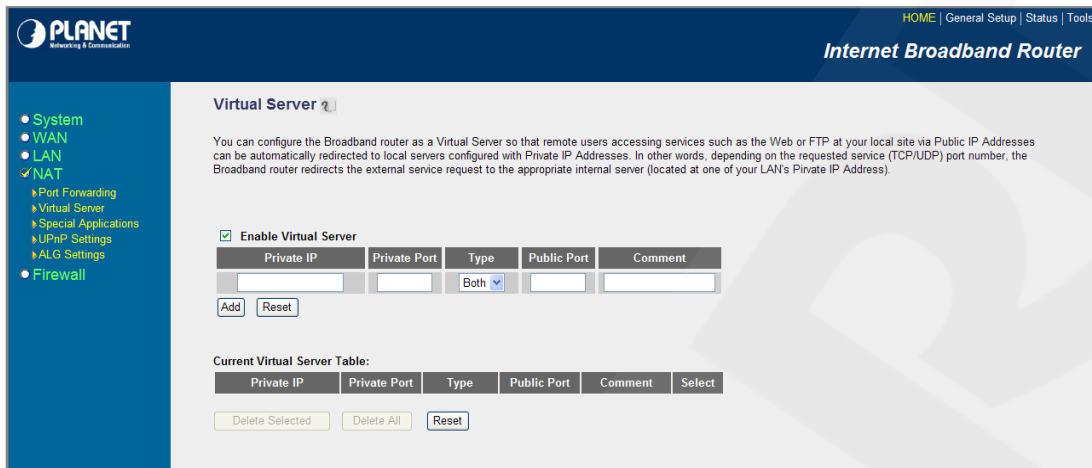 PLANET
Networking & Communication
HOME | General Setup | Status | Tools
Internet Broadband Router
System
WAN
LAN
NAT
Port Forwarding
Virtual Server
Special Applications
UPnP Settings
ALG Settings
Firewall
Virtual Server
You can configure the Broadband router as a Virtual Server so that remote users accessing services such as the Web or FTP at your local site via Public IP Addresses
can be automatically redirected to local servers configured with Private IP Addresses. In other words, depending on the requested service (TCP/UDP) port number, the
Broadband router redirects the external service request to the appropriate internal server (located at one of your LAN's Pirvate IP Address).
Enable Virtual Server
Private IP Private Port Type Public Port Comment
Both
Add Reset
Current Virtual Server Table:
Private IP Private Port Type Public Port Comment Select
Delete Selected Delete All Reset